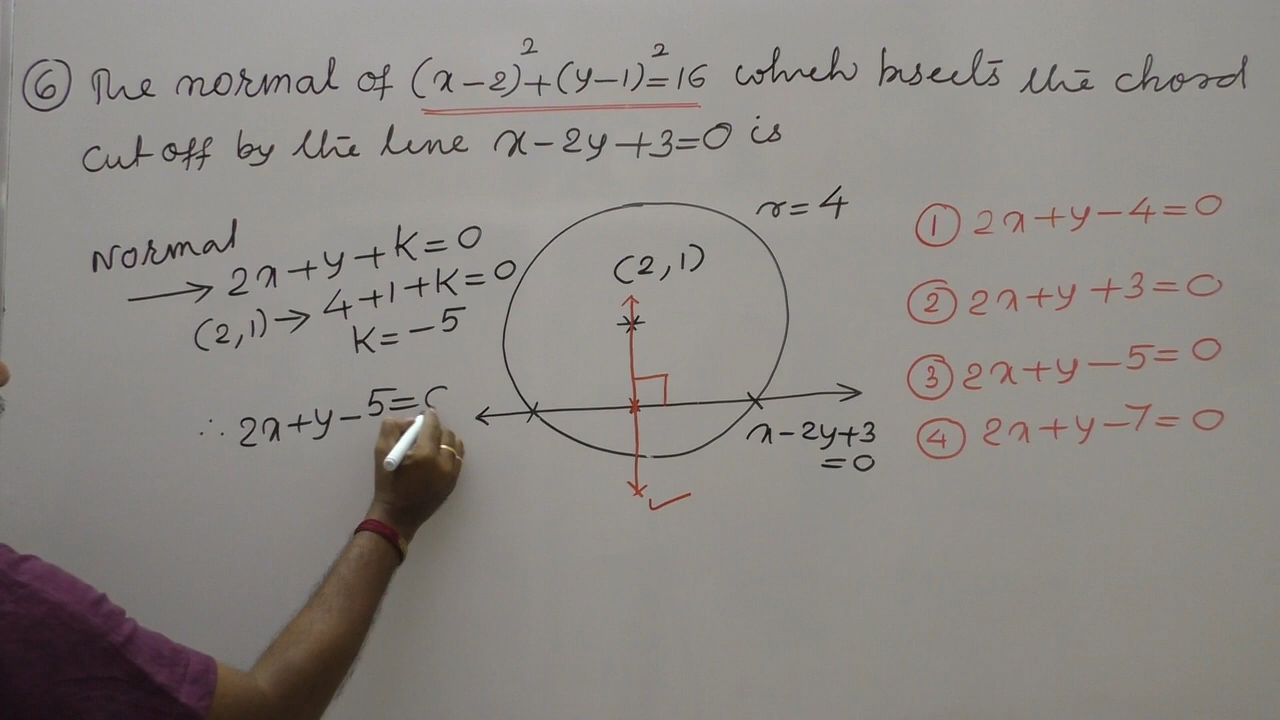 ⑥ The normal of (x-2)²+(y-1)²=16 which bisects the chord
cut off by the line x-2y+3=0 is
Normal
→ 2x+y+k=0
(2,1)→ 4+1+k=0
k=-5
∴ 2x+y-5=0
r=4
(2,1)
x-2y+3
=0
① 2x+y-4=0
② 2x+y+3=0
③ 2x+y-5=0
④ 2x+y-7=0